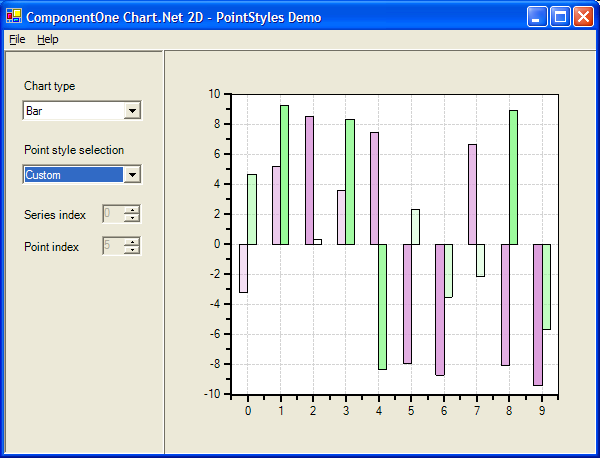 ComponentOne Chart.Net 2D - PointStyles Demo
File Help
Chart type
Bar
Point style selection
Custom
Series index 0
Point index 5
10
8
6
4
2
0
-2
-4
-6
-8
-10
0 1 2 3 4 5 6 7 8 9